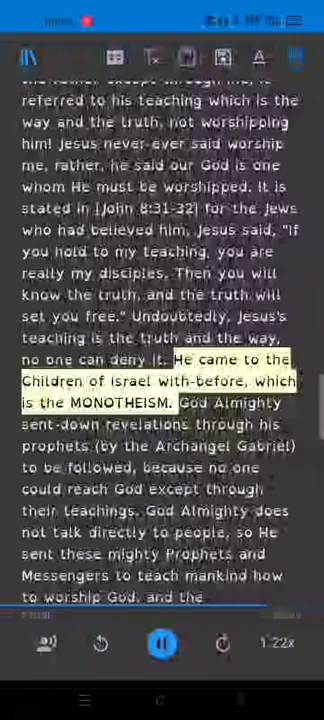 the Father except through me, it
referred to his teaching which is the
way and the truth, not worshipping
him! Jesus never-ever said worship
me, rather, he said our God is one
whom He must be worshipped. It is
stated in [John 8:31-32] for the Jews
who had believed him, Jesus said, "If
you hold to my teaching, you are
really my disciples. Then you will
know the truth, and the truth will
set you free." Undoubtedly, Jesus's
teaching is the truth and the way,
no one can deny it. He came to the
Children of Israel with-before, which
is the MONOTHEISM. God Almighty
sent-down revelations through his
prophets (by the Archangel Gabriel)
to be followed, because no one
could reach God except through
their teachings. God Almighty does
not talk directly to people, so He
sent these mighty Prophets and
Messengers to teach mankind how
to worship God, and the
1.22x